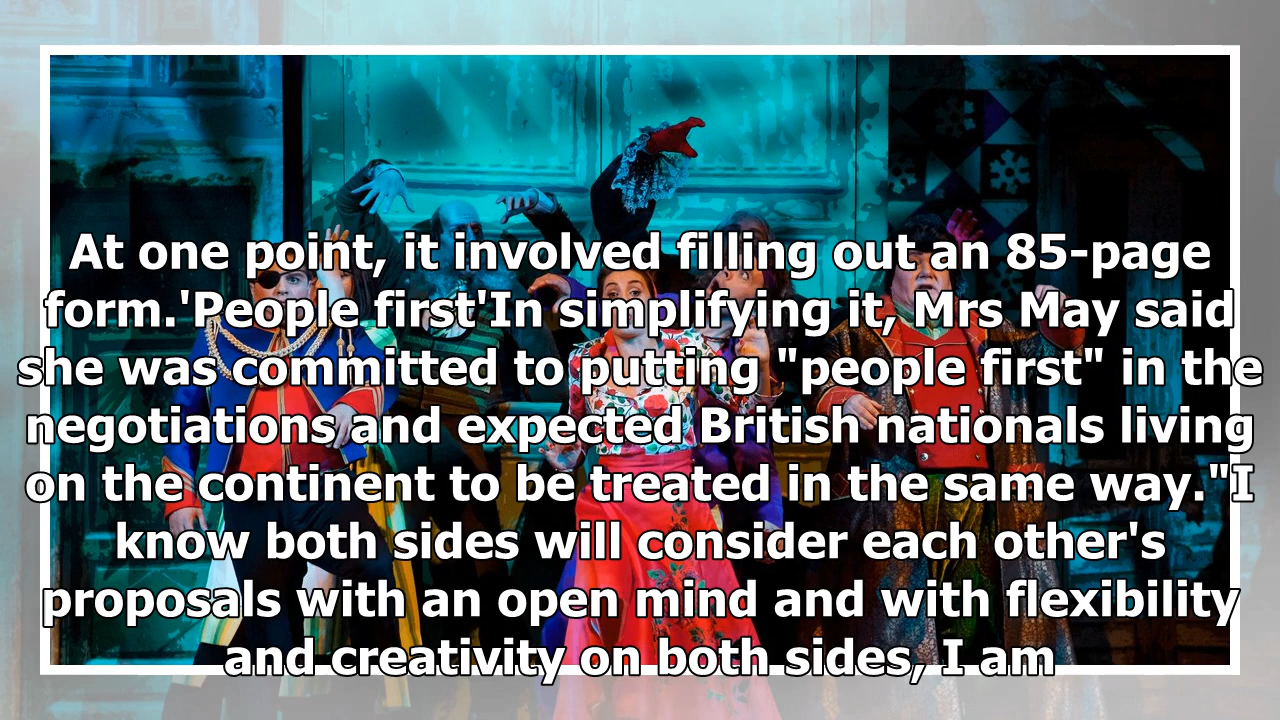 At one point, it involved filling out an 85-page
form.'People first'In simplifying it, Mrs May said
she was committed to putting "people first" in the
negotiations and expected British nationals living
on the continent to be treated in the same way."I
know both sides will consider each other's
proposals with an open mind and with flexibility
and creativity on both sides, I am